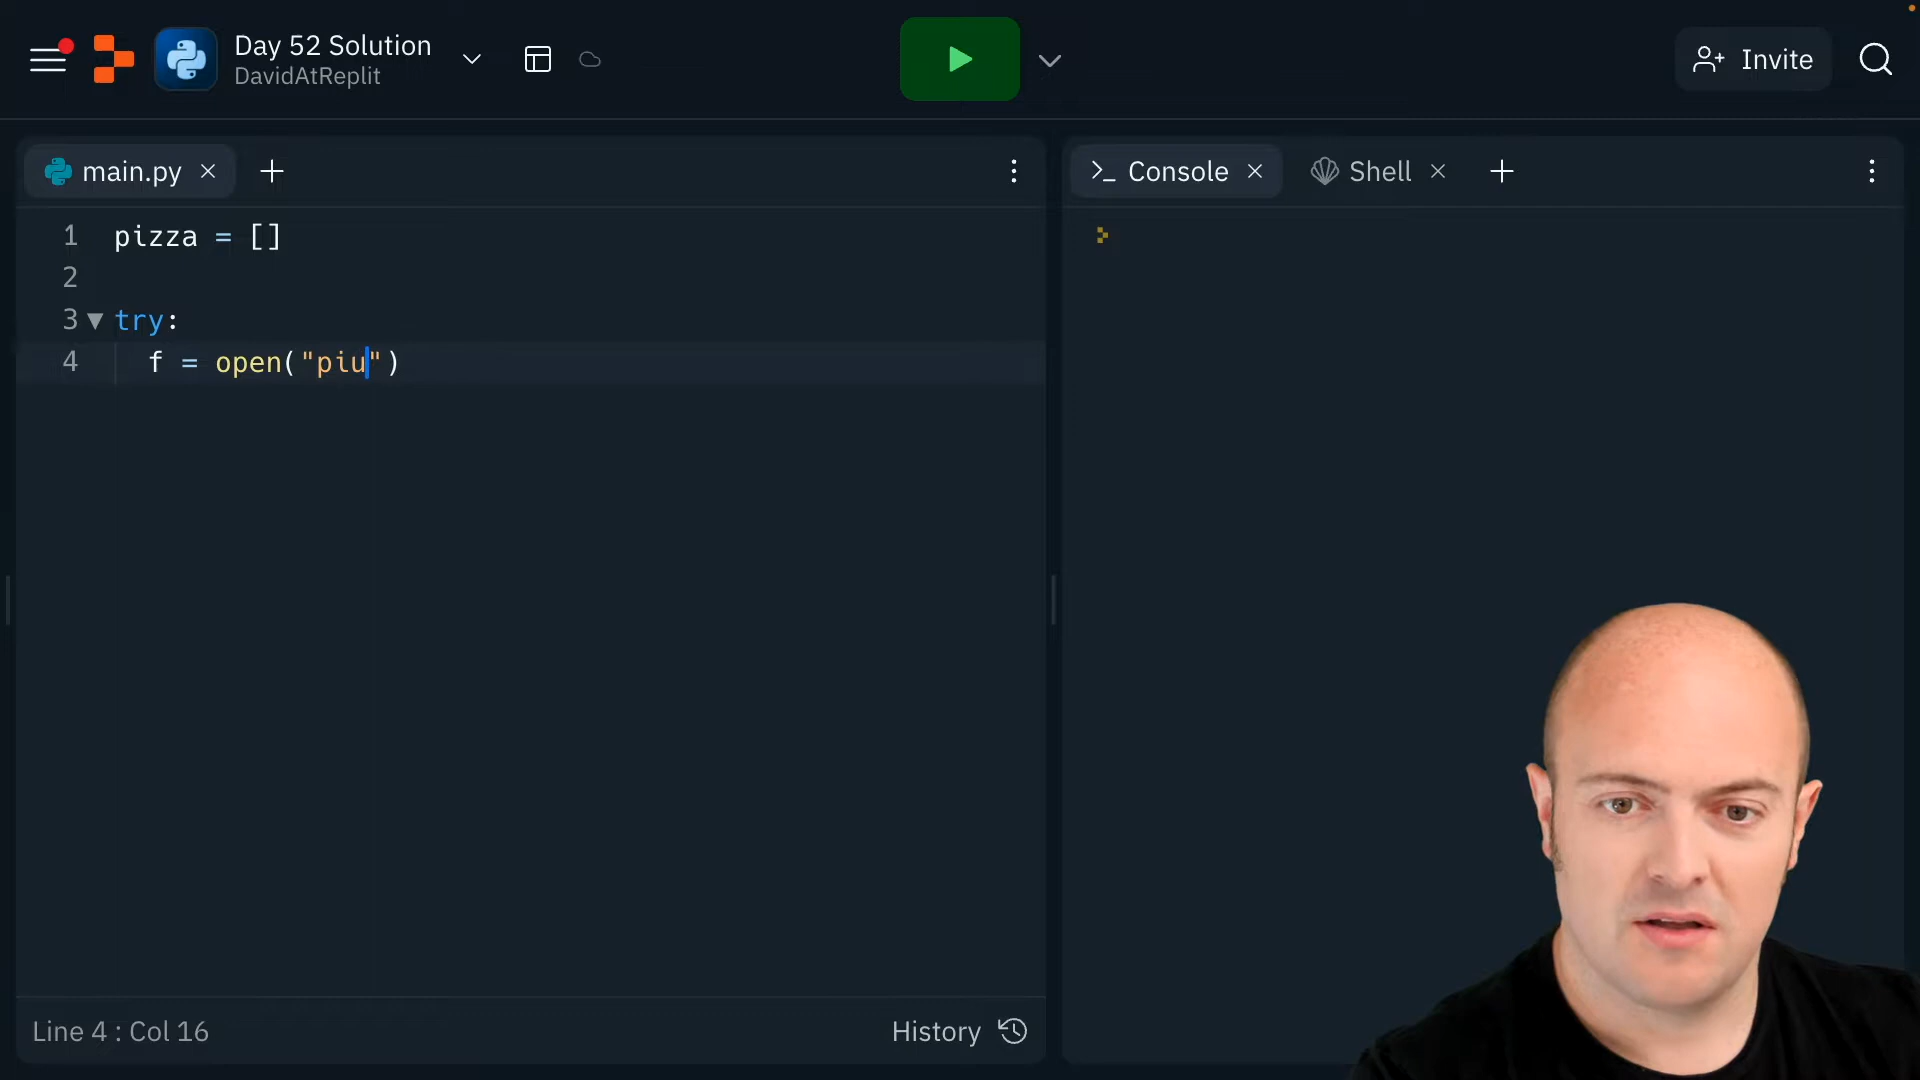 Day 52 Solution
DavidAtReplit
Invite
main.py
Console
Shell
1 pizza = []
2
3 try:
4 f = open("piu")
Line 4 : Col 16
History